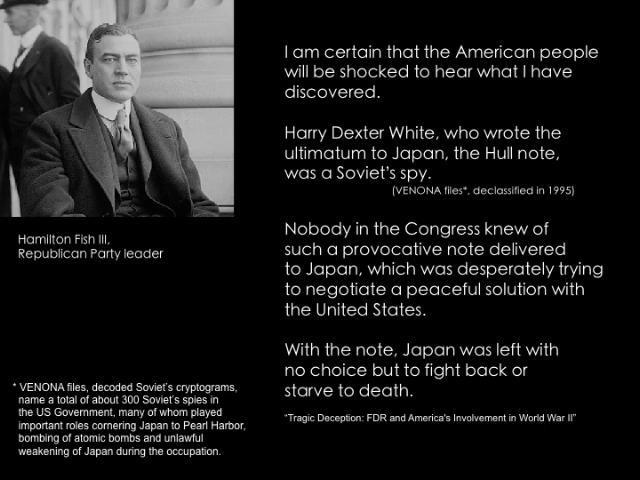 I am certain that the American people
will be shocked to hear what I have
discovered.
Harry Dexter White, who wrote the
ultimatum to Japan, the Hull note,
was a Soviet's spy.
(VENONA files*, declassified in 1995)
Nobody in the Congress knew of
such a provocative note delivered
to Japan, which was desperately trying
to negotiate a peaceful solution with
the United States.
With the note, Japan was left with
no choice but to fight back or
starve to death.
"Tragic Deception: FDR and America's Involvement in World War II"
Hamilton Fish III,
Republican Party leader
* VENONA files, decoded Soviet's cryptograms,
name a total of about 300 Soviet's spies in
the US Government, many of whom played
important roles cornering Japan to Pearl Harbor,
bombing of atomic bombs and unlawful
weakening of Japan during the occupation.